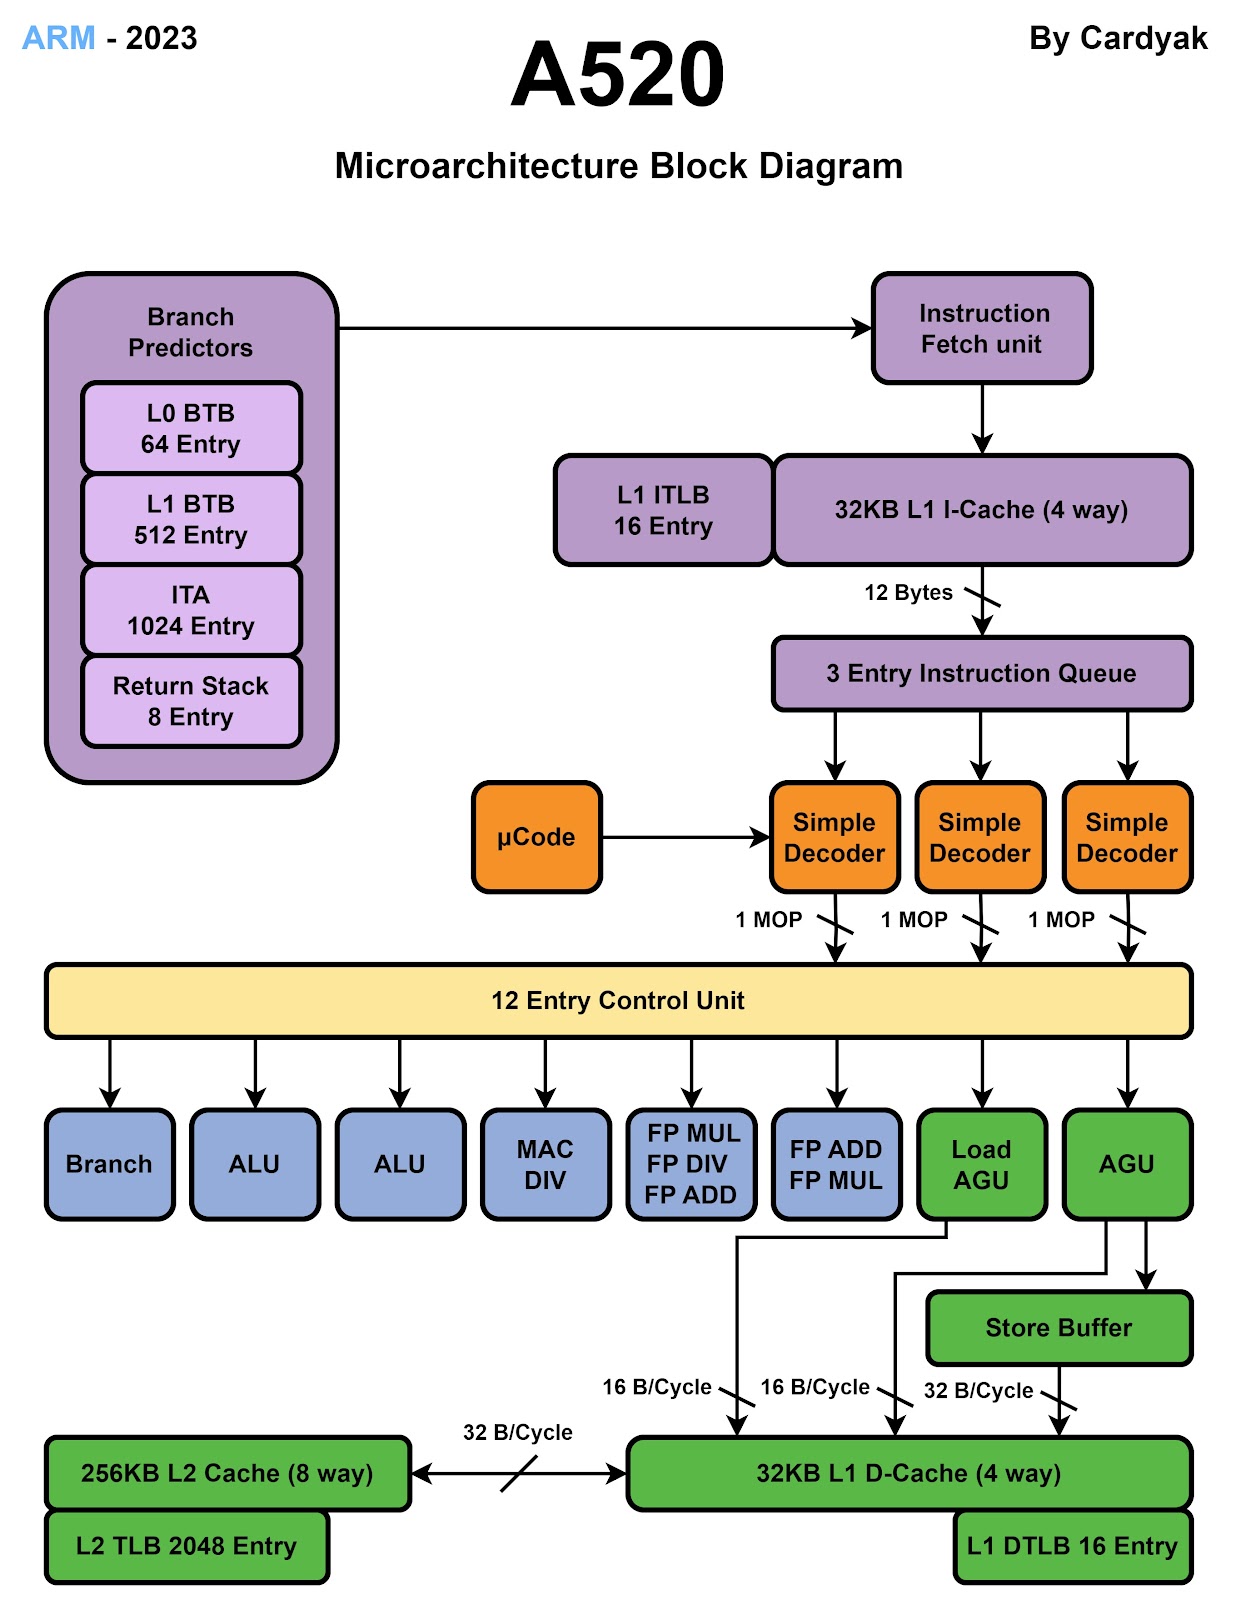 ARM - 2023
By Cardyak
A520
Microarchitecture Block Diagram
Branch
Predictors
L0 BTB
64 Entry
L1 BTB
512 Entry
ITA
1024 Entry
Return Stack
8 Entry
Instruction
Fetch unit
L1 ITLB
16 Entry
32KB L1 I-Cache (4 way)
12 Bytes
3 Entry Instruction Queue
µCode
Simple
Decoder
Simple
Decoder
Simple
Decoder
1 MOP
1 MOP
1 MOP
12 Entry Control Unit
Branch
ALU
ALU
MAC
DIV
FP MUL
FP DIV
FP ADD
FP ADD
FP MUL
Load
AGU
AGU
Store Buffer
16 B/Cycle
16 B/Cycle
32 B/Cycle
32 B/Cycle
256KB L2 Cache (8 way)
32KB L1 D-Cache (4 way)
L2 TLB 2048 Entry
L1 DTLB 16 Entry